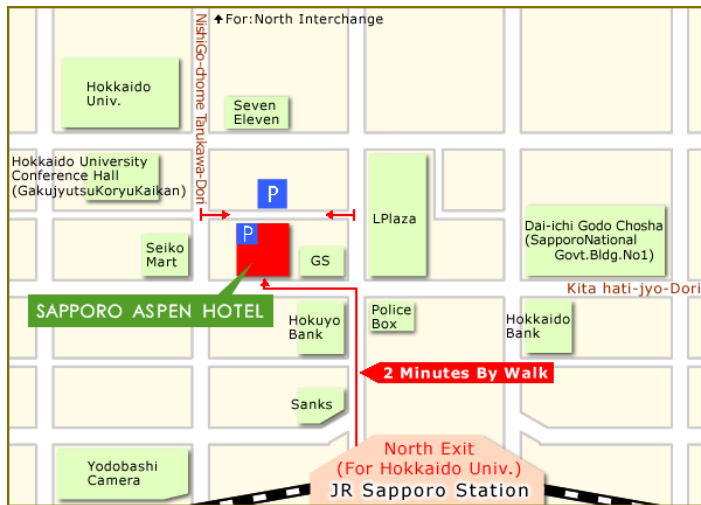 ↑For:North Interchange
NishiGo-chome Tarukawa-Dori
Hokkaido
Univ.
Seven
Eleven
Hokkaido University
Conference Hall
(GakujyutsuKoryuKaikan)
P
LPlaza
P
Dai-ichi Godo Chosha
(SapporoNational
Govt.Bldg.No1)
Seiko
Mart
GS
Kita hati-jyo-Dori
SAPPORO ASPEN HOTEL
Hokuyo
Bank
Police
Box
Hokkaido
Bank
2 Minutes By Walk
Sanks
North Exit
(For Hokkaido Univ.)
JR Sapporo Station
Yodobashi
Camera